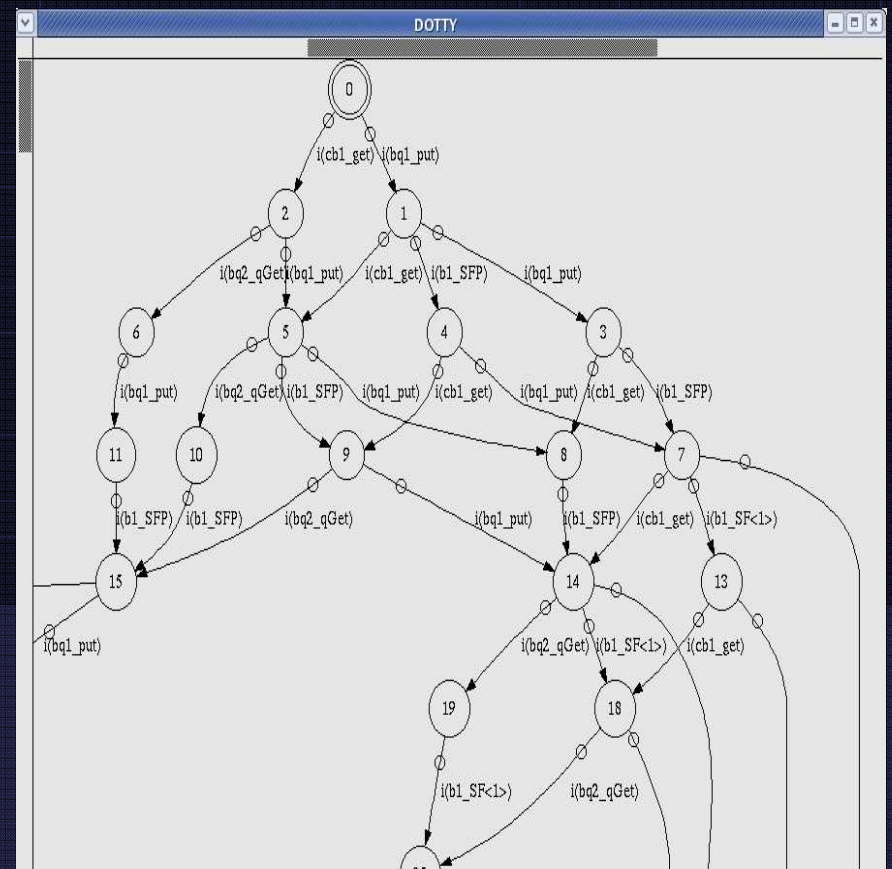 DOTTY
0
i(cb1_get) i(bq1_put)
2 1
i(bq2_qGet i(bq1_put) i(cb1_get) i(b1_SFP) i(bq1_put)
6 5 4 3
i(bq1_put) i(bq2_qGet) i(b1_SFP) i(bq1_put) i(cb1_get) i(bq1_put) i(cb1_get) i(b1_SFP)
11 10 9 8 7
i(b1_SFP) i(b1_SFP) i(bq2_qGet) i(bq1_put) i(b1_SFP) i(cb1_get) i(b1_SF<1>)
15 14 13
i(bq1_put) i(bq2_qGet) i(b1_SF<1>) i(cb1_get)
19 18
i(b1_SF<1>) i(bq2_qGet)